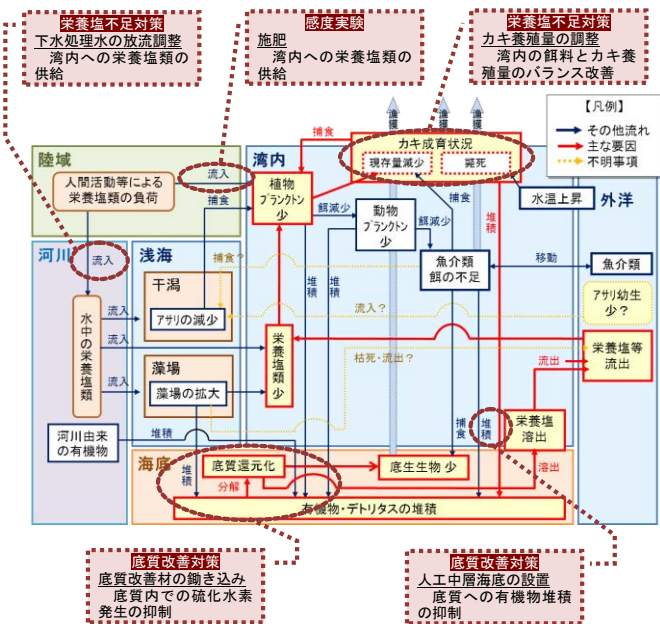 栄養塩不足対策
下水処理水の放流調整
湾内への栄養塩類の
供給
感度実験
施肥
湾内への栄養塩類の
供給
栄養塩不足対策
カキ養殖量の調整
湾内の餌料とカキ養
殖量のバランス改善
【凡例】
その他流れ
主な要因
不明事項
漁獲
漁獲
漁獲
陸域
湾内
外洋
河川
浅海
海底
人間活動等による
栄養塩類の負荷
流入
捕食
捕食
カキ成育状況
現存量減少
斃死
植物
プランクトン
少
餌減少
動物
プランクトン
少
餌減少
捕食
堆積
水温上昇
魚介類
餌の不足
移動
魚介類
流入
干潟
アサリの減少
捕食?
堆積
堆積
流入?
アサリ幼生
少?
水中の栄養塩類
流入
流入
流入
藻場
藻場の拡大
栄養塩類少
枯死・流出?
流出
栄養塩等
流出
河川由来
の有機物
堆積
堆積
捕食
堆積
栄養塩
溶出
溶出
底質還元化
分解
底生生物 少
有機物・デトリタスの堆積
底質改善対策
底質改善材の鋤き込み
底質内での硫化水素
発生の抑制
底質改善対策
人工中層海底の設置
底質への有機物堆積
の抑制